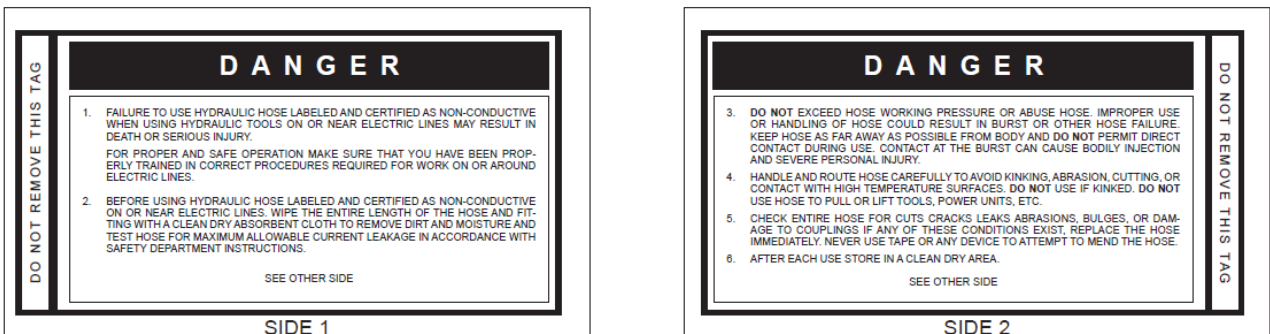 DO NOT REMOVE THIS TAG
DANGER
1. FAILURE TO USE HYDRAULIC HOSE LABELED AND CERTIFIED AS NON-CONDUCTIVE
WHEN USING HYDRAULIC TOOLS ON OR NEAR ELECTRIC LINES MAY RESULT IN
DEATH OR SERIOUS INJURY.
FOR PROPER AND SAFE OPERATION MAKE SURE THAT YOU HAVE BEEN PROP-
ERLY TRAINED IN CORRECT PROCEDURES REQUIRED FOR WORK ON OR AROUND
ELECTRIC LINES.
2. BEFORE USING HYDRAULIC HOSE LABELED AND CERTIFIED AS NON-CONDUCTIVE
ON OR NEAR ELECTRIC LINES. WIPE THE ENTIRE LENGTH OF THE HOSE AND FIT-
TING WITH A CLEAN DRY ABSORBENT CLOTH TO REMOVE DIRT AND MOISTURE AND
TEST HOSE FOR MAXIMUM ALLOWABLE CURRENT LEAKAGE IN ACCORDANCE WITH
SAFETY DEPARTMENT INSTRUCTIONS.
SEE OTHER SIDE
SIDE 1
DANGER
3. DO NOT EXCEED HOSE WORKING PRESSURE OR ABUSE HOSE. IMPROPER USE
OR HANDLING OF HOSE COULD RESULT IN BURST OR OTHER HOSE FAILURE.
KEEP HOSE AS FAR AWAY AS POSSIBLE FROM BODY AND DO NOT PERMIT DIRECT
CONTACT DURING USE. CONTACT AT THE BURST CAN CAUSE BODILY INJECTION
AND SEVERE PERSONAL INJURY.
4. HANDLE AND ROUTE HOSE CAREFULLY TO AVOID KINKING, ABRASION, CUTTING, OR
CONTACT WITH HIGH TEMPERATURE SURFACES. DO NOT USE IF KINKED. DO NOT
USE HOSE TO PULL OR LIFT TOOLS, POWER UNITS, ETC.
5. CHECK ENTIRE HOSE FOR CUTS CRACKS LEAKS ABRASIONS, BULGES, OR DAM-
AGE TO COUPLINGS IF ANY OF THESE CONDITIONS EXIST, REPLACE THE HOSE
IMMEDIATELY. NEVER USE TAPE OR ANY DEVICE TO ATTEMPT TO MEND THE HOSE.
6. AFTER EACH USE STORE IN A CLEAN DRY AREA.
SEE OTHER SIDE
DO NOT REMOVE THIS TAG
SIDE 2